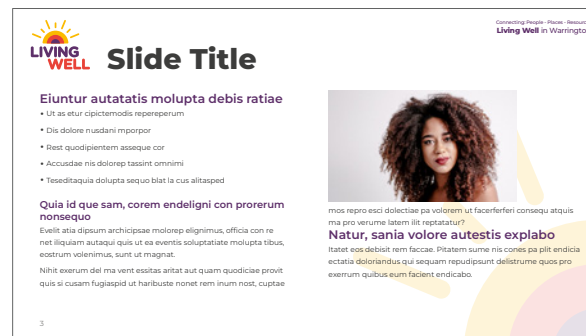 Connecting: People - Places - Resourc
Living Well in Warrington
LIVING
WELL
Slide Title
Eiuntur autatatis molupta debis ratiae
• Ut as etur cipictemodis repereperum
• Dis dolore nusdani mporpor
• Rest quodipientem asseque cor
• Accusdae nis dolorep tassint omnimi
• Teseditaquia dolupta sequo blat la cus alitasped
Quia id que sam, corem endeligni con prorerum
nonsequo
Evelit atia dipsum archicipsae molorep elignimus, officia con re
net iliquiam autaqui quis ut ea eventis soluptatiate molupta tibus,
eostrum volenimus, sunt ut magnat.
Nihit exerum del ma vent essitas aritat aut quam quodiciae provit
quis si cusam fugiaspid ut haribuste nonet rem inum nost, cuptae
mos repro esci dolectiae pa volorem ut facerferferi consequ atquis
ma pro verume latem ilit reptatatur?
Natur, sania volore autestis explabo
Itatet eos debisit rem faccae. Pitatem sume nis cones pa plit endicia
ectatia doloriandus qui sequam repudipsunt delistrume quos pro
exerrum quibus eum facient endicabo.
3